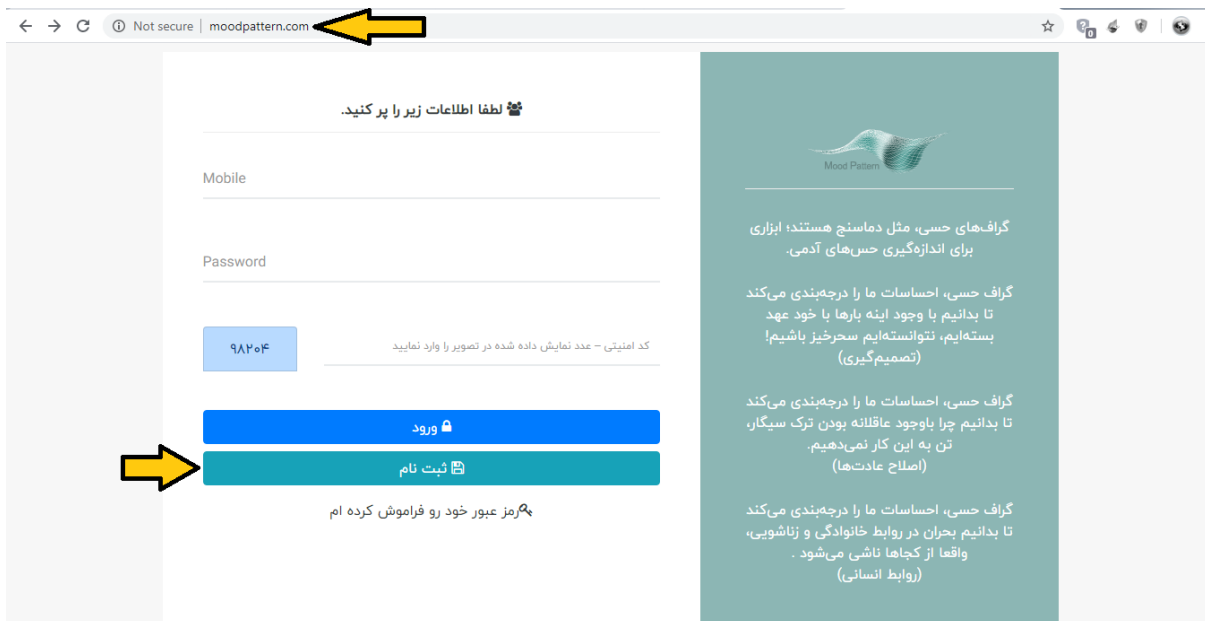 Not secure | moodpattern.com
0
لطفا اطلاعات زیر را پر کنید.
Mobile
Password
۹۸۲۰۴
کد امنیتی – عدد نمایش داده شده در تصویر را وارد نمایید
ورود
ثبت نام
رمز عبور خود رو فراموش کرده ام
Mood Pattern
گراف‌های حسی، مثل دماسنج هستند؛ ابزاری
برای اندازه‌گیری حس‌های آدمی.
گراف حسی، احساسات ما را درجه‌بندی می‌کند
تا بدانیم با وجود اینه بارها با خود عهد
بسته‌ایم، نتوانسته‌ایم سحرخیز باشیم!
(تصمیم‌گیری)
گراف حسی، احساسات ما را درجه‌بندی می‌کند
تا بدانیم چرا باوجود عاقلانه بودن ترک سیگار،
تن به این کار نمی‌دهیم.
(اصلاح عادت‌ها)
گراف حسی، احساسات ما را درجه‌بندی می‌کند
تا بدانیم بحران در روابط خانوادگی و زناشویی،
واقعا از کجاها ناشی می‌شود .
(روابط انسانی)